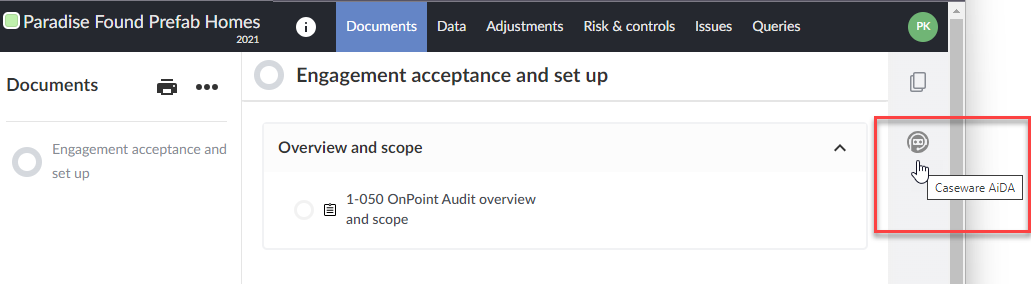 Paradise Found Prefab Homes
2021
i
Documents Data Adjustments Risk & controls Issues Queries
PK
Documents
Engagement acceptance and set up
Engagement acceptance and
set up
Overview and scope
1-050 OnPoint Audit overview
and scope
Caseware AiDA